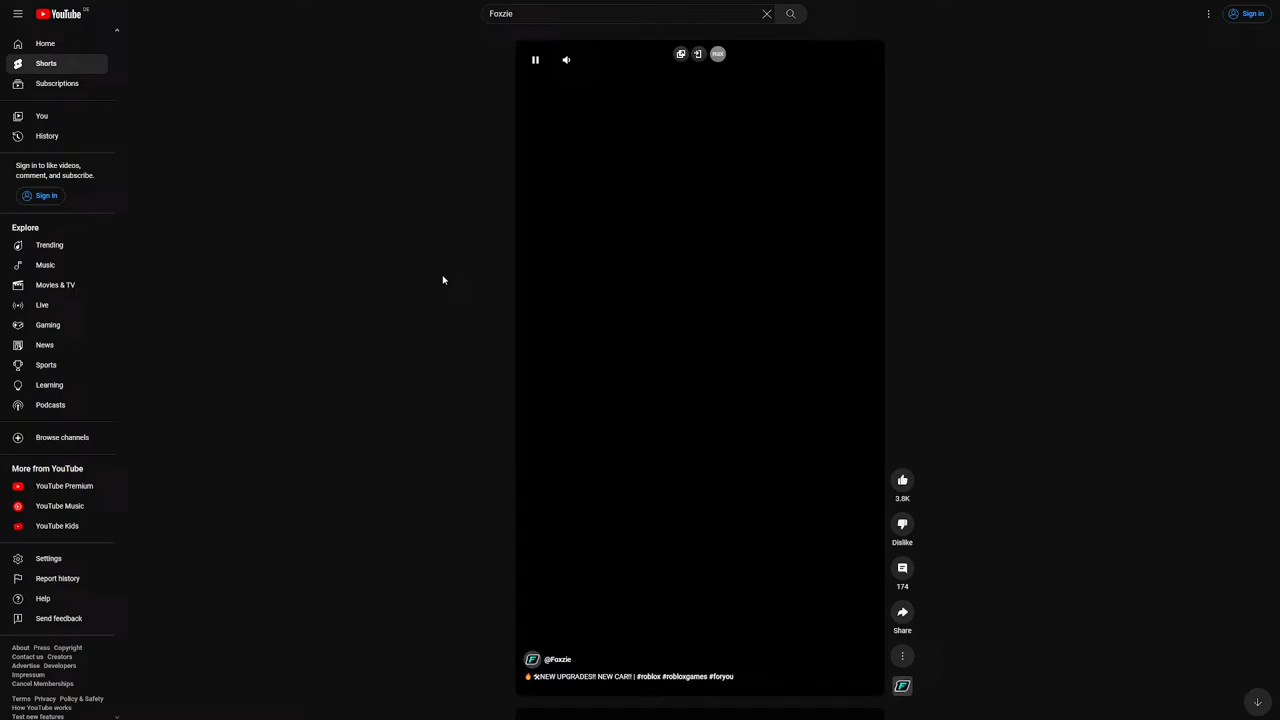 YouTube DE
Foxzie
Sign in
Home
Shorts
Subscriptions
You
History
Sign in to like videos,
comment, and subscribe.
Sign in
Explore
Trending
Music
Movies & TV
Live
Gaming
News
Sports
Learning
Podcasts
Browse channels
More from YouTube
YouTube Premium
YouTube Music
YouTube Kids
Settings
Report history
Help
Send feedback
About Press Copyright
Contact us Creators
Advertise Developers
Impressum
Cancel Memberships
Terms Privacy Policy & Safety
How YouTube works
Test new features
3.8K
Dislike
174
Share
@Foxzie
🔥 🛠NEW UPGRADES!! NEW CAR!! | #roblox #robloxgames #foryou